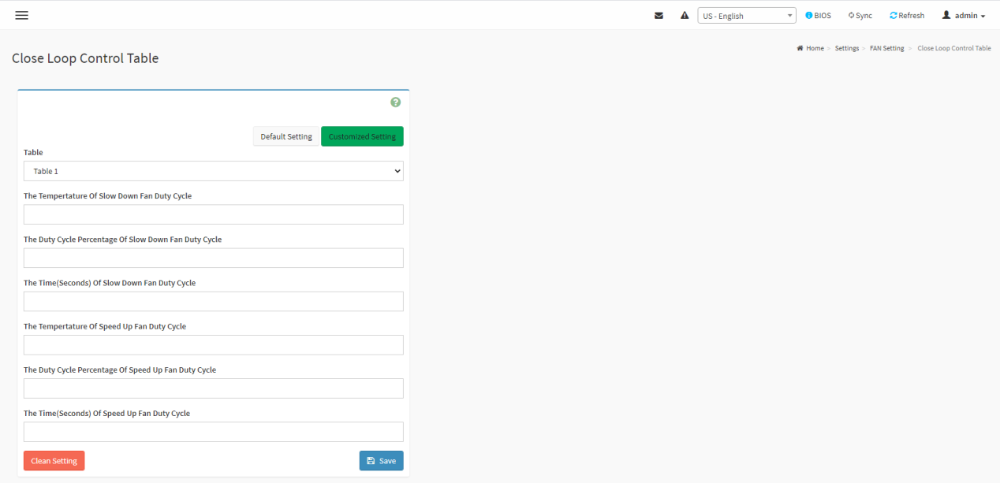 US - English
BIOS
Sync
Refresh
admin
Close Loop Control Table
Home > Settings > FAN Setting > Close Loop Control Table
?
Default Setting
Customized Setting
Table
Table 1
The Tempertature Of Slow Down Fan Duty Cycle
The Duty Cycle Percentage Of Slow Down Fan Duty Cycle
The Time(Seconds) Of Slow Down Fan Duty Cycle
The Tempertature Of Speed Up Fan Duty Cycle
The Duty Cycle Percentage Of Speed Up Fan Duty Cycle
The Time(Seconds) Of Speed Up Fan Duty Cycle
Clean Setting
Save